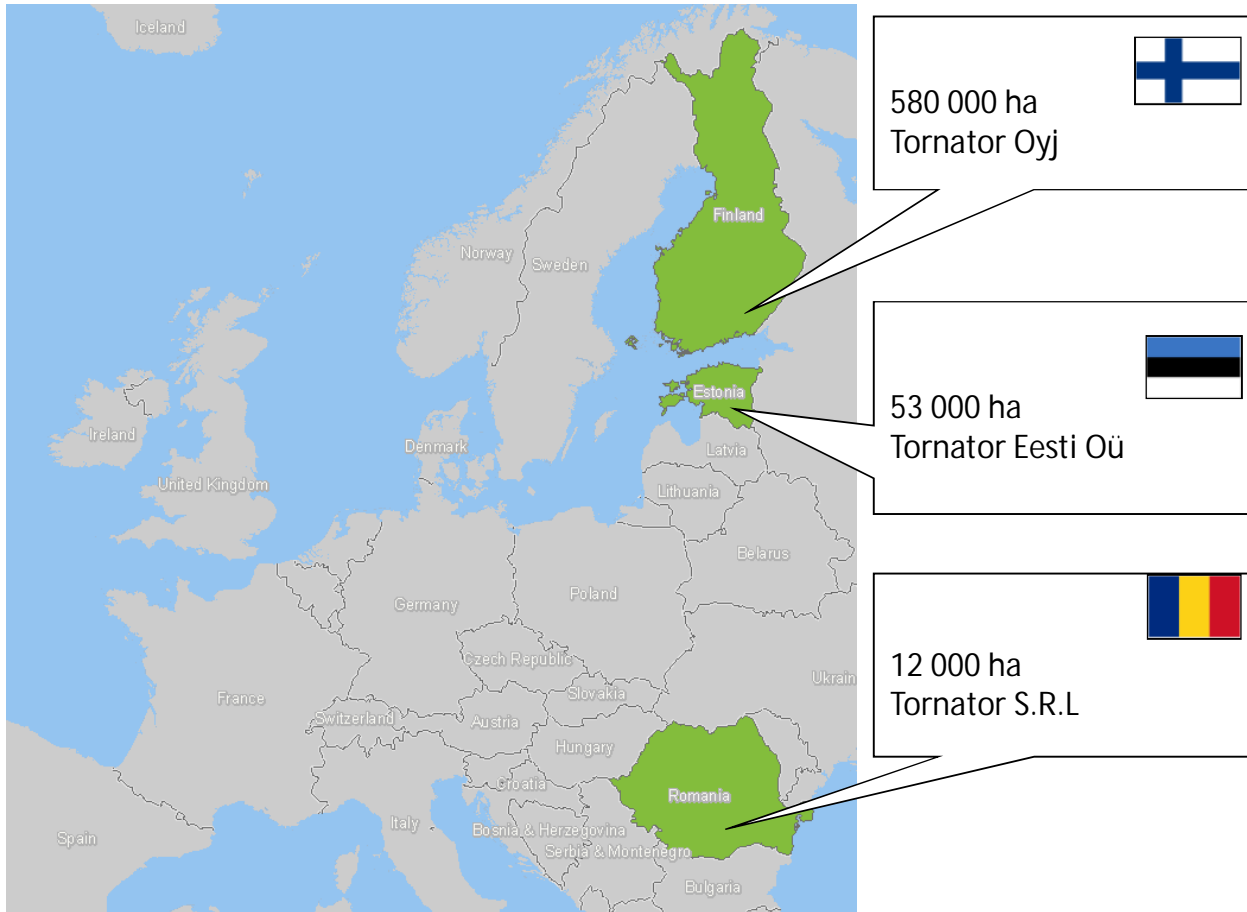 Iceland
580 000 ha
Tornator Oyj
Finland
Norway
Sweden
Estonia
53 000 ha
Tornator Eesti Oü
Ireland
Denmark
Latvia
United Kingdom
Lithuania
Belarus
Germany
Poland
12 000 ha
Tornator S.R.L
Czech Republic
Ukrain
Slovakia
France
Switzerland
Austria
Hungary
Croatia
Romania
Italy
Bosnia & Herzegovina
Spain
Serbia & Montenegro
Bulgaria